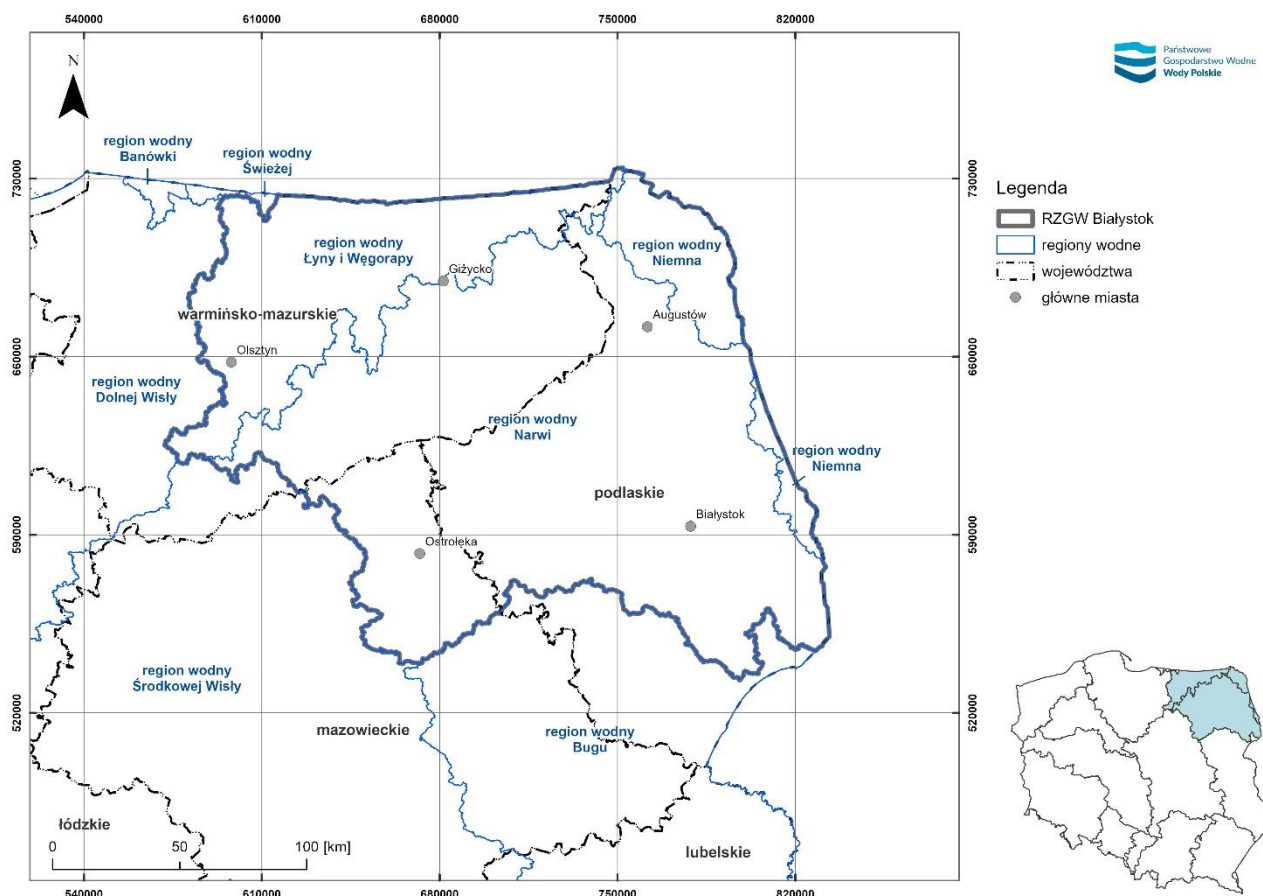 540000 610000 680000 750000 820000
N
Państwowe
Gospodarstwo Wodne
Wody Polskie
region wodny
Banówki
region wodny
Świeżej
730000
730000
Legenda
RZGW Białystok
regiony wodne
województwa
główne miasta
region wodny
Łyny i Węgorapy
region wodny
Niemna
Giżycko
warmińsko-mazurskie
Augustów
Olsztyn
660000
660000
region wodny
Dolnej Wisły
region wodny
Narwi
region wodny
Niemna
podlaskie
Białystok
590000
590000
Ostrołęka
region wodny
Środkowej Wisły
520000
520000
mazowieckie
region wodny
Bugu
łódzkie
0 50 100 [km]
lubelskie
540000 610000 680000 750000 820000